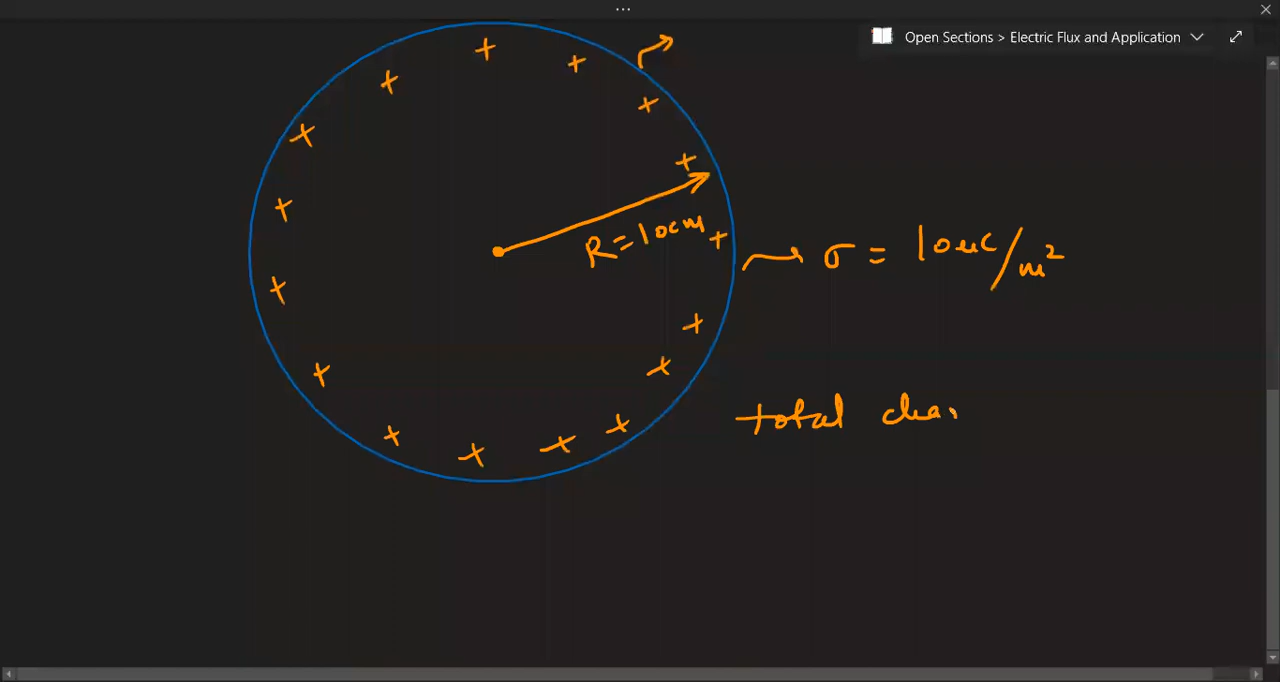 ...
Open Sections > Electric Flux and Application
R = 10cm
σ = 10μC/m²
total cha